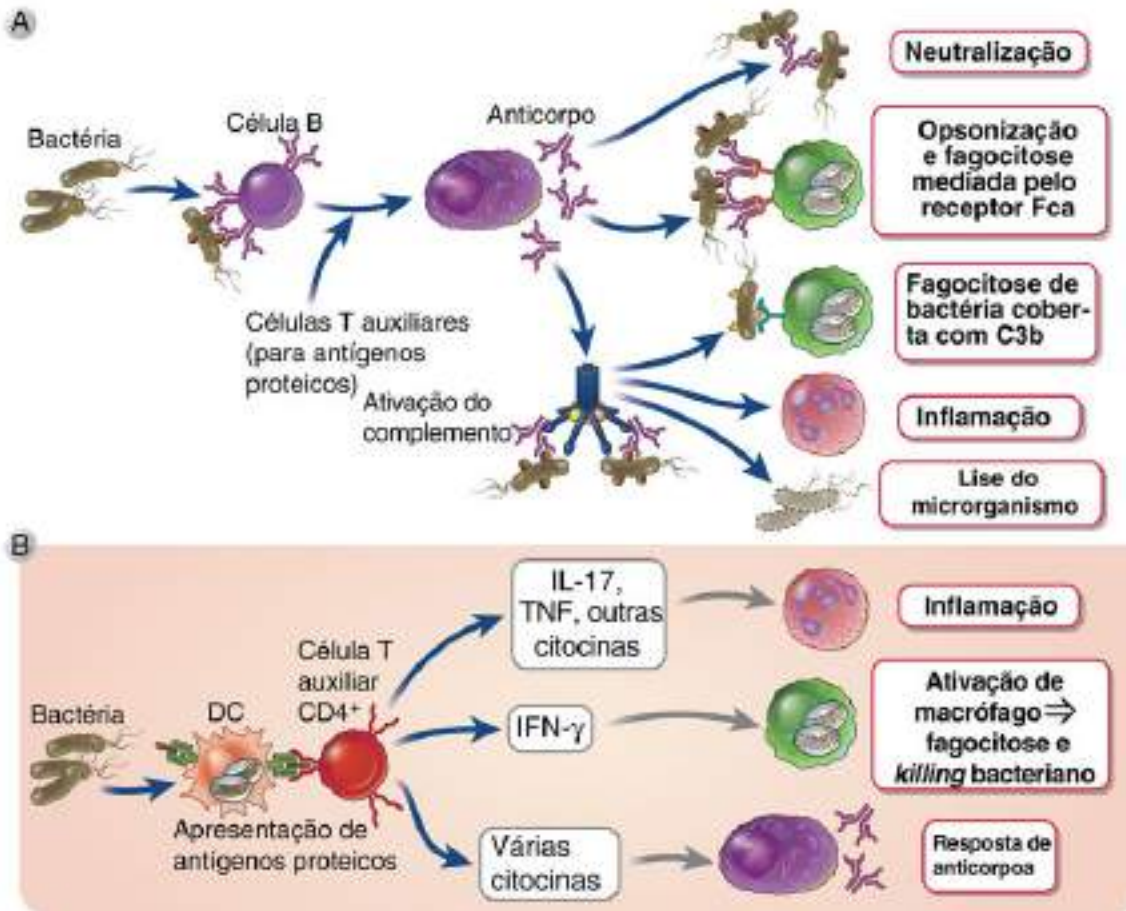 A
Bactéria
Célula B
Anticorpo
Neutralização
Opsonização
e fagocitose
mediada pelo
receptor Fca
Células T auxiliares
(para antígenos
proteicos)
Ativação do
complemento
Fagocitose de
bactéria cober-
ta com C3b
Inflamação
Lise do
microrganismo
B
Bactéria
DC
Apresentação de
antígenos proteicos
Célula T
auxiliar
CD4+
IL-17,
TNF, outras
citocinas
Inflamação
IFN-γ
Ativação de
macrófago ⇒
fagocitose e
killing bacteriano
Várias
citocinas
Resposta de
anticorpoa